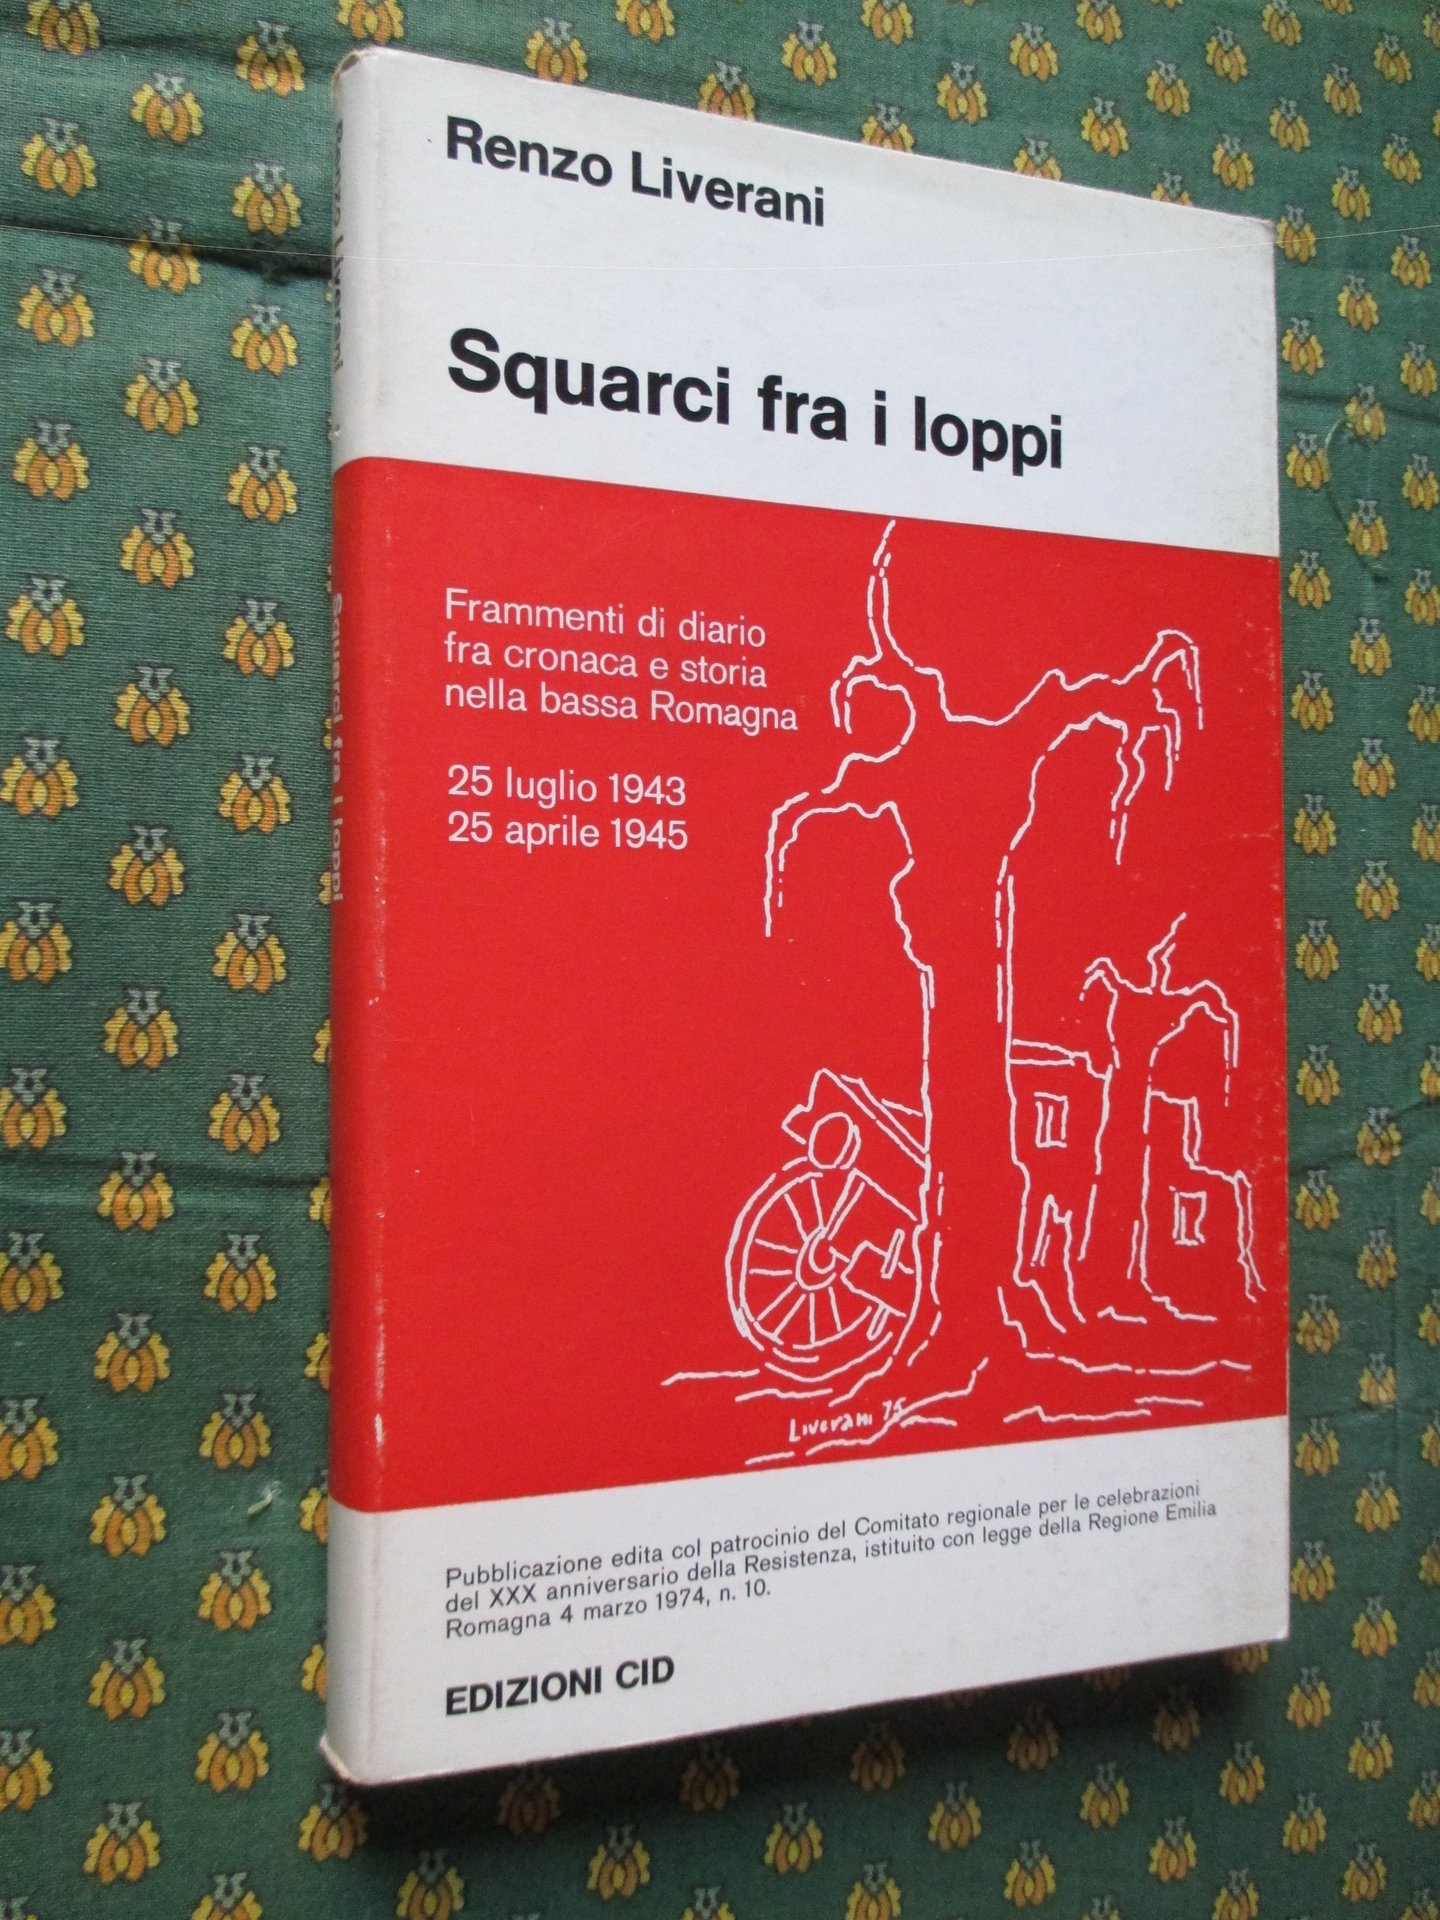 Renzo Liverani
Squarci fra i loppi
Frammenti di diario
fra cronaca e storia
nella bassa Romagna
25 luglio 1943
25 aprile 1945
Liverani 75
Pubblicazione edita col patrocinio del Comitato regionale per le celebrazioni
del XXX anniversario della Resistenza, istituito con legge della Regione Emilia
Romagna 4 marzo 1974, n. 10.
EDIZIONI CID
Renzo Liverani
Squarci fra i loppi